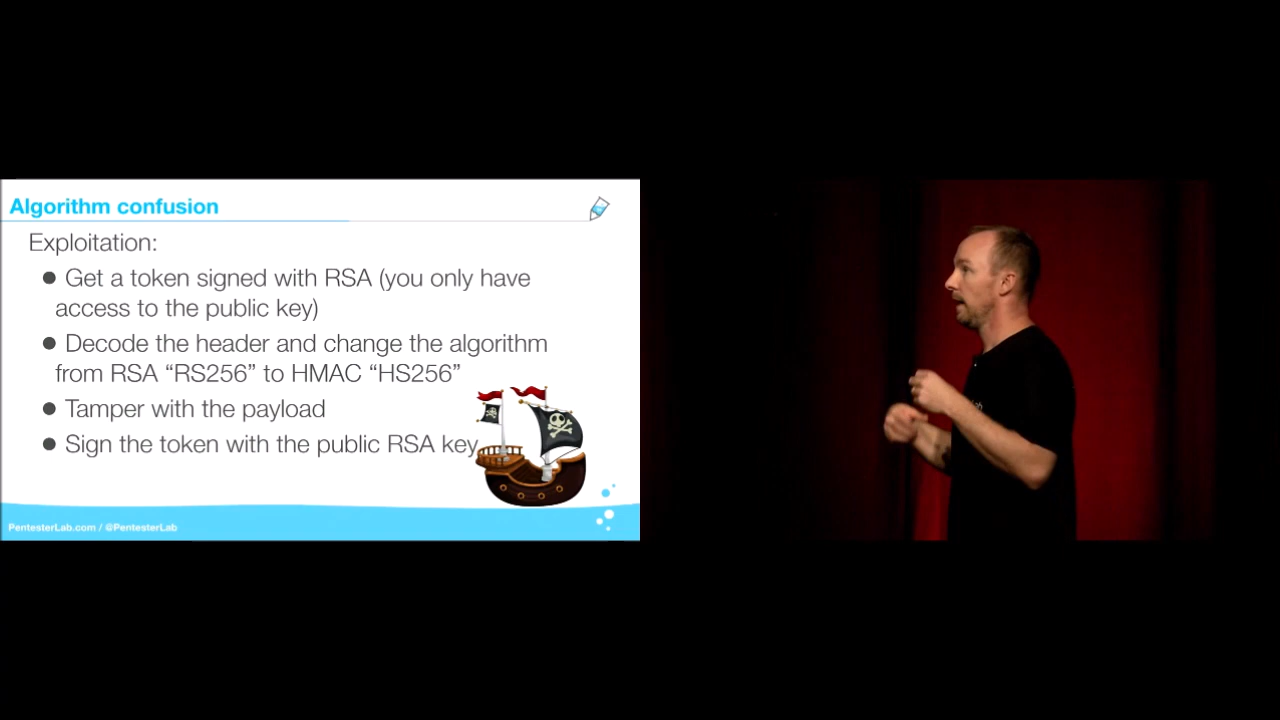 Algorithm confusion
Exploitation:
● Get a token signed with RSA (you only have
access to the public key)
● Decode the header and change the algorithm
from RSA “RS256” to HMAC “HS256”
● Tamper with the payload
● Sign the token with the public RSA key
PentesterLab.com / @PentesterLab